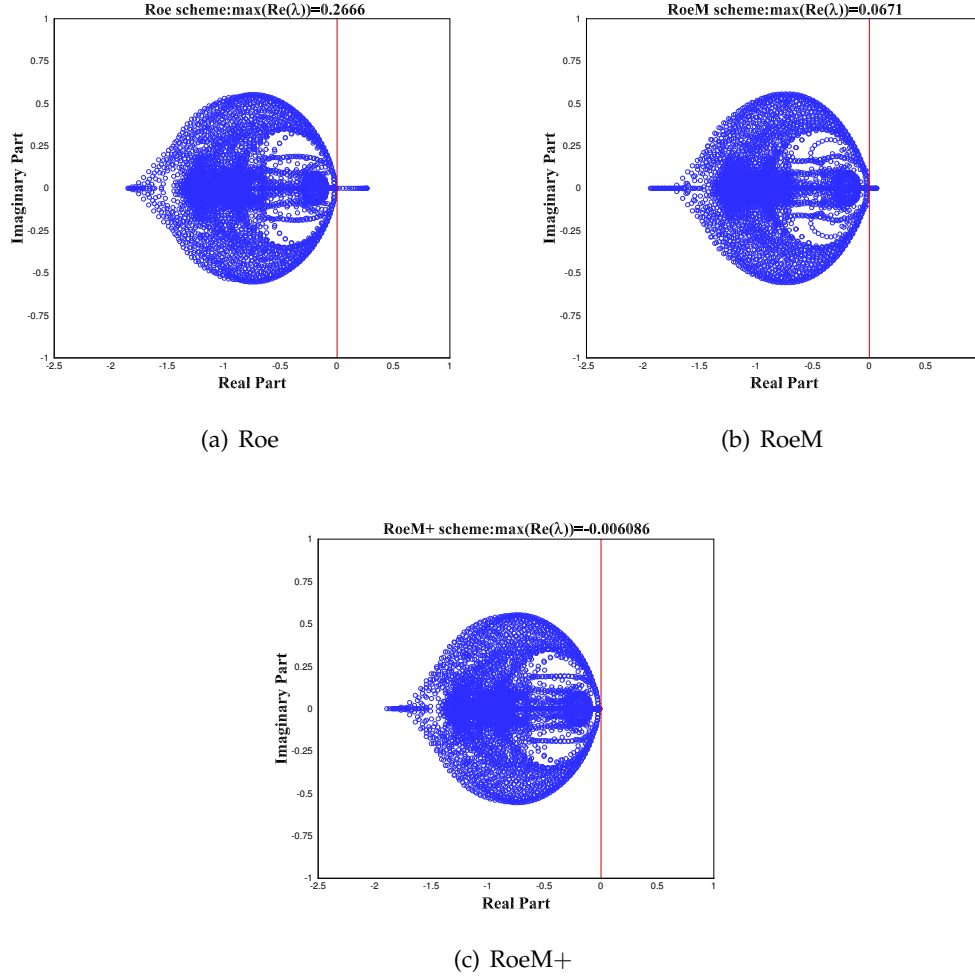 Roe scheme:max(Re(λ))=0.2666
1
0.75
0.5
0.25
0
-0.25
-0.5
-0.75
-1
Imaginary Part
-2.5 -2 -1.5 -1 -0.5 0 0.5 1
Real Part
(a) Roe
RoeM scheme:max(Re(λ))=0.0671
1
0.75
0.5
0.25
0
-0.25
-0.5
-0.75
-1
Imaginary Part
-2.5 -2 -1.5 -1 -0.5 0 0.5
Real Part
(b) RoeM
RoeM+ scheme:max(Re(λ))=-0.006086
1
0.75
0.5
0.25
0
-0.25
-0.5
-0.75
-1
Imaginary Part
-2.5 -2 -1.5 -1 -0.5 0 0.5 1
Real Part
(c) RoeM+